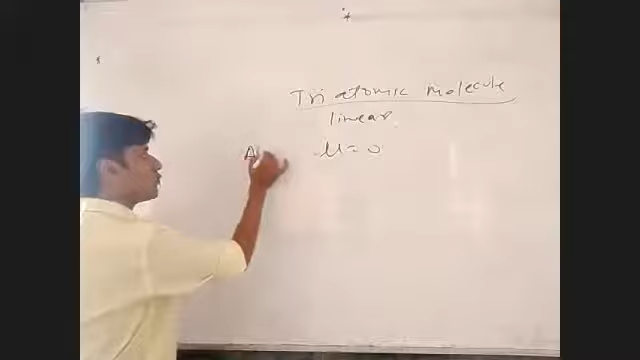 Tri atomic molecule
linear
A μ = 0